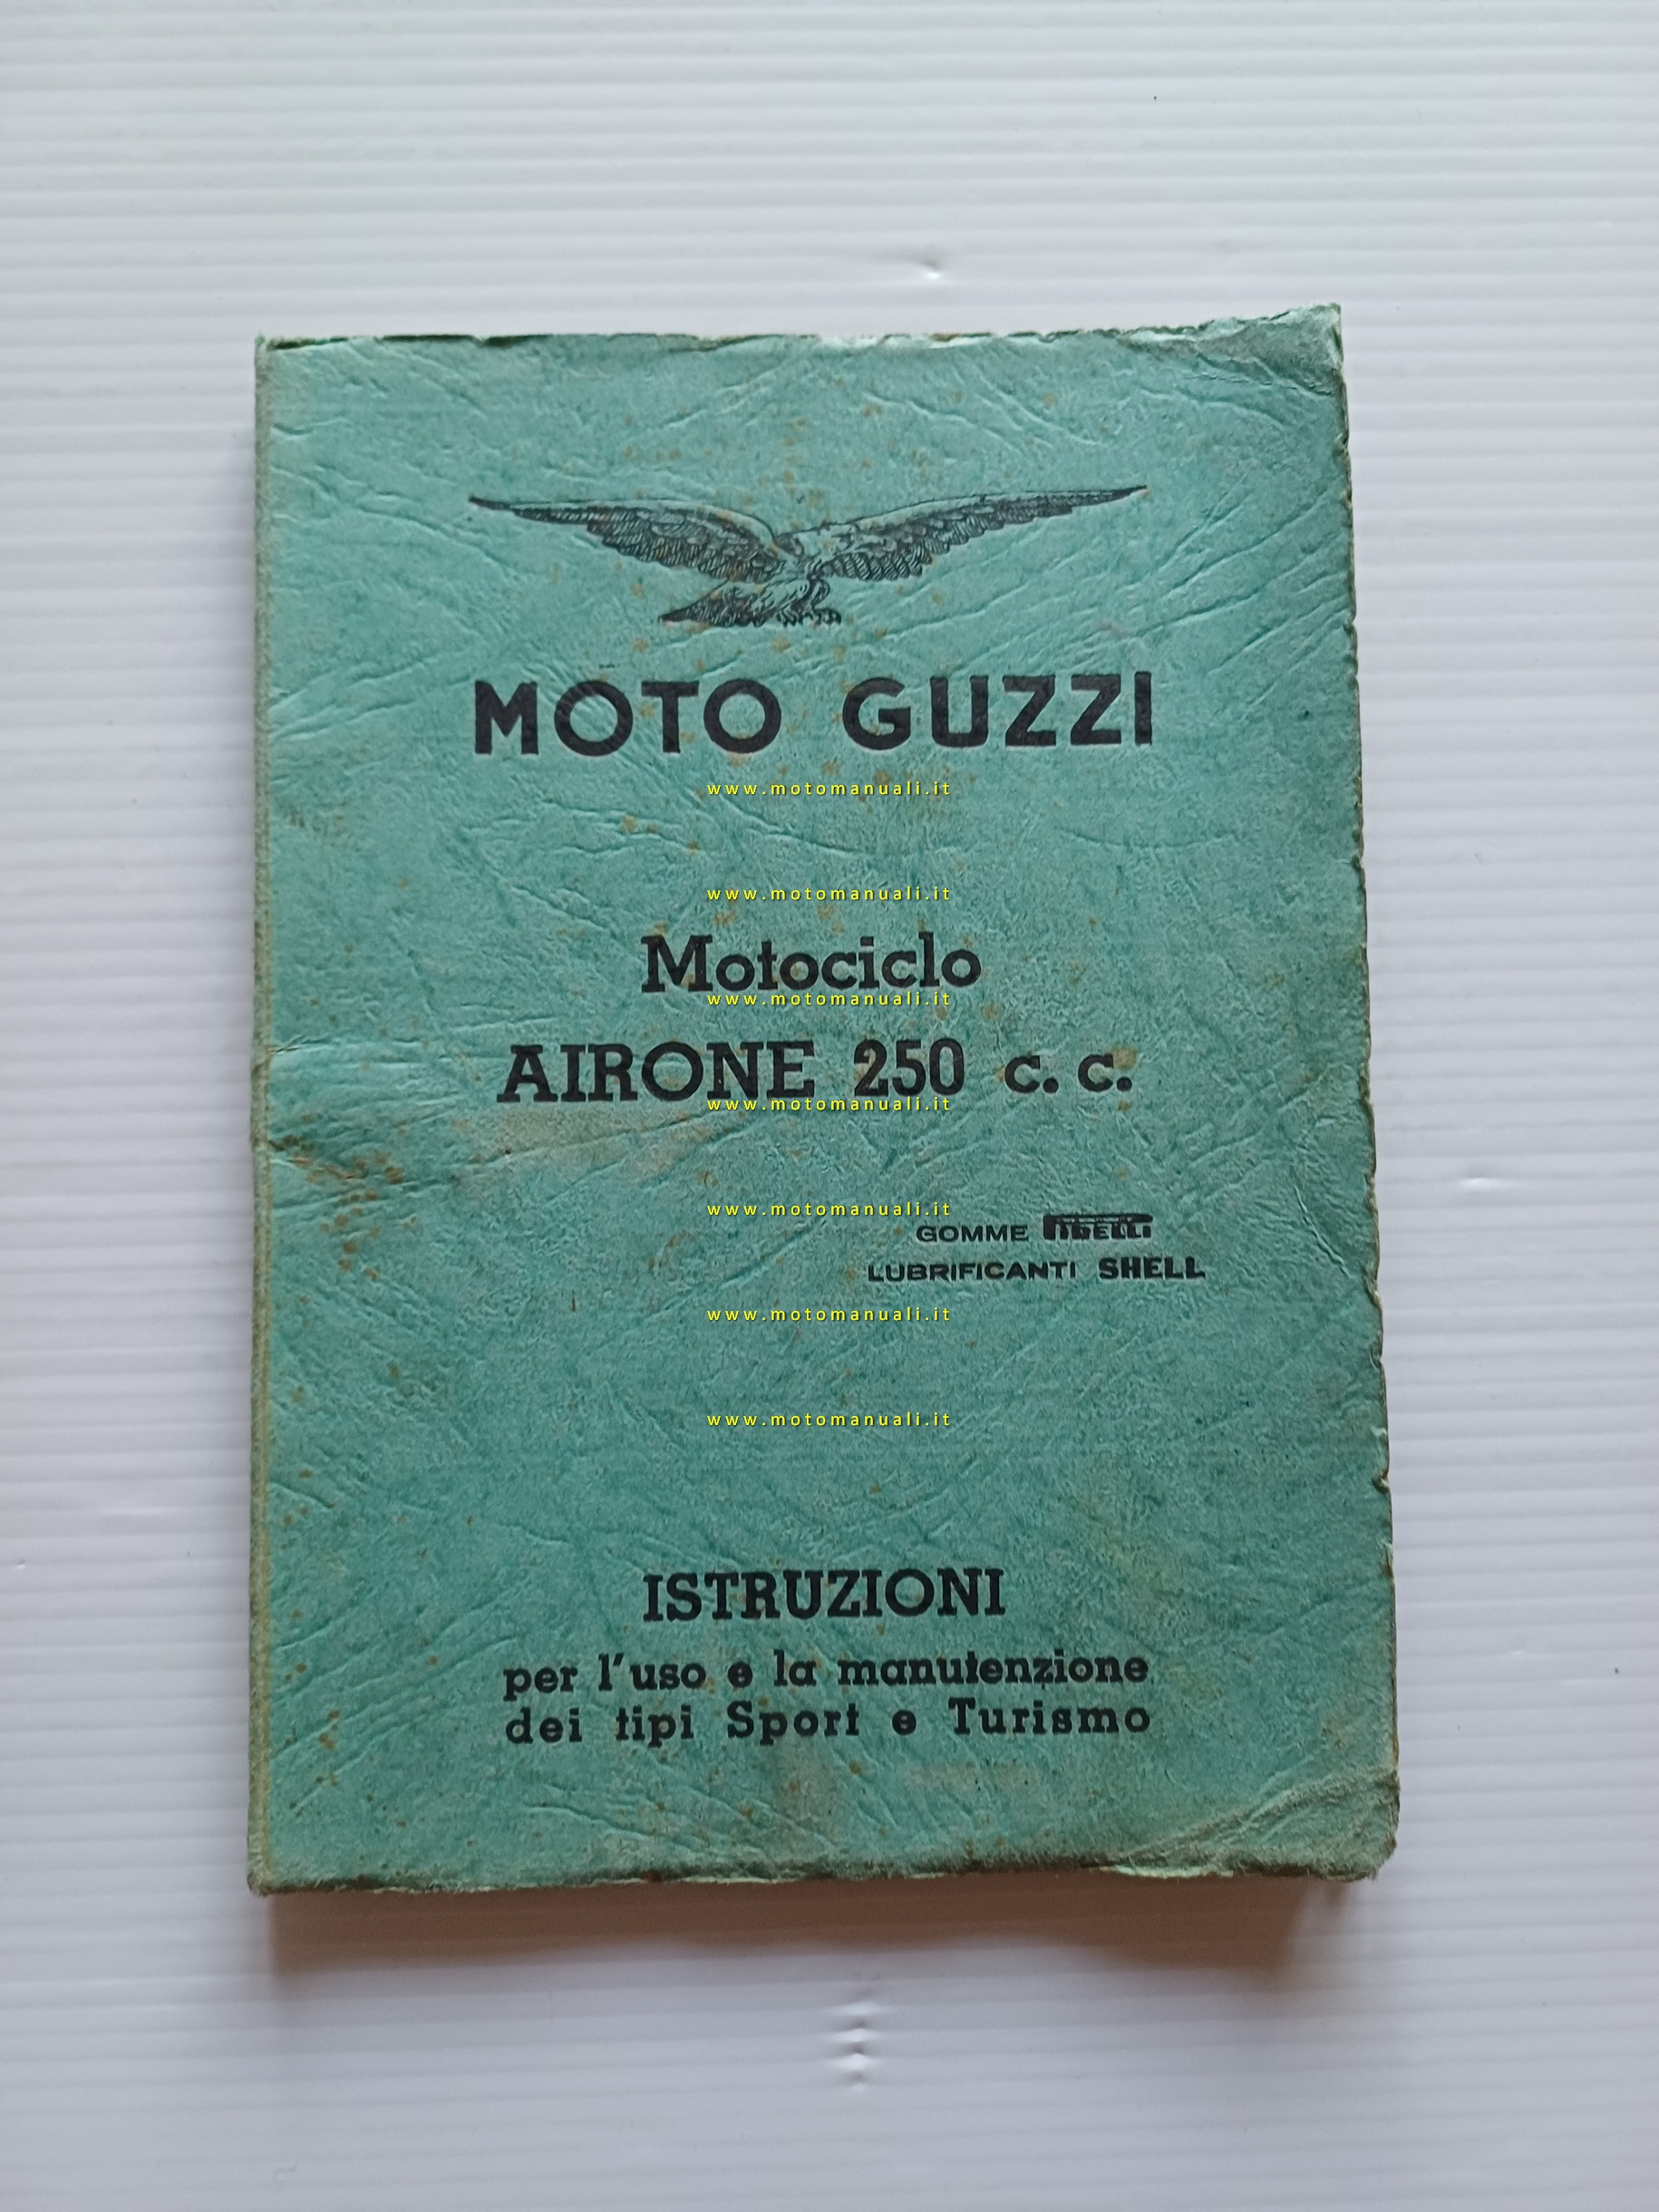 MOTO GUZZI
www.motomanuali.it
www.motomanuali.it
Motociclo
www.motomanuali.it
AIRONE 250 c. c.
www.motomanuali.it
www.motomanuali.it
GOMME PIRELLI
LUBRIFICANTI SHELL
www.motomanuali.it
www.motomanuali.it
ISTRUZIONI
per l'uso e la manutenzione
dei tipi Sport e Turismo